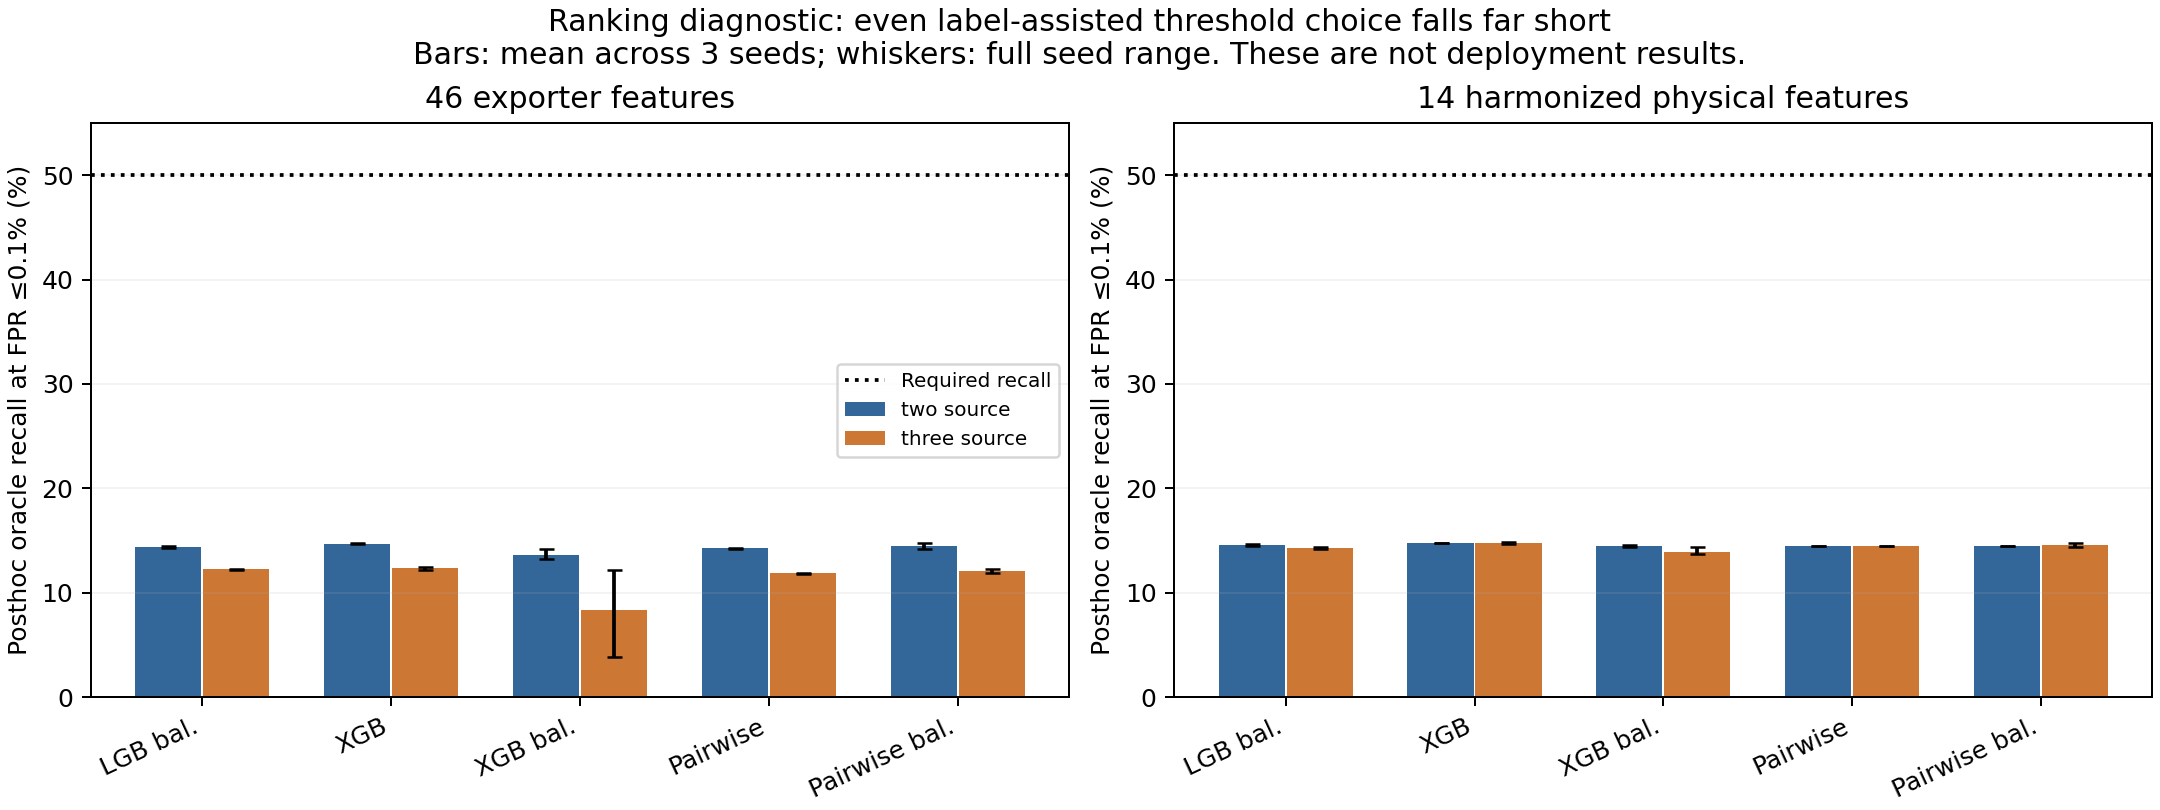 Ranking diagnostic: even label-assisted threshold choice falls far short
Bars: mean across 3 seeds; whiskers: full seed range. These are not deployment results.
46 exporter features
Posthoc oracle recall at FPR ≤0.1% (%)
50
40
30
20
10
0
Required recall
two source
three source
LGB bal.
XGB
XGB bal.
Pairwise
Pairwise bal.
14 harmonized physical features
Posthoc oracle recall at FPR ≤0.1% (%)
50
40
30
20
10
0
LGB bal.
XGB
XGB bal.
Pairwise
Pairwise bal.